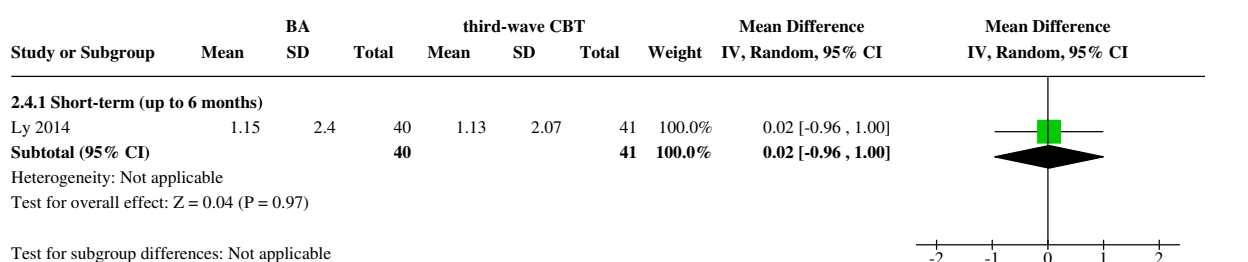 BA third-wave CBT Mean Difference Mean Difference
Study or Subgroup Mean SD Total Mean SD Total Weight IV, Random, 95% CI IV, Random, 95% CI
2.4.1 Short-term (up to 6 months)
Ly 2014 1.15 2.4 40 1.13 2.07 41 100.0% 0.02 [-0.96 , 1.00]
Subtotal (95% CI) 40 41 100.0% 0.02 [-0.96 , 1.00]
Heterogeneity: Not applicable
Test for overall effect: Z = 0.04 (P = 0.97)
Test for subgroup differences: Not applicable
-2 -1 0 1 2